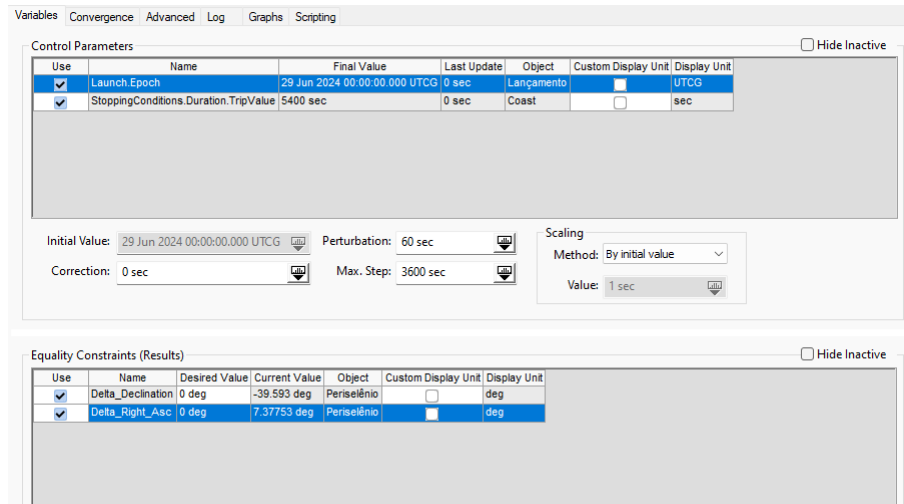 Variables Convergence Advanced Log Graphs Scripting
Control Parameters Hide Inactive
Use Name Final Value Last Update Object Custom Display Unit Display Unit
Launch.Epoch 29 Jun 2024 00:00:00.000 UTCG 0 sec Lançamento UTCG
StoppingConditions.Duration.TripValue 5400 sec 0 sec Coast sec
Initial Value: 29 Jun 2024 00:00:00.000 UTCG Perturbation: 60 sec Scaling
Method: By initial value
Correction: 0 sec Max. Step: 3600 sec
Value: 1 sec
Equality Constraints (Results) Hide Inactive
Use Name Desired Value Current Value Object Custom Display Unit Display Unit
Delta_Declination 0 deg -39.593 deg Periselênio deg
Delta_Right_Asc 0 deg 7.37753 deg Periselênio deg